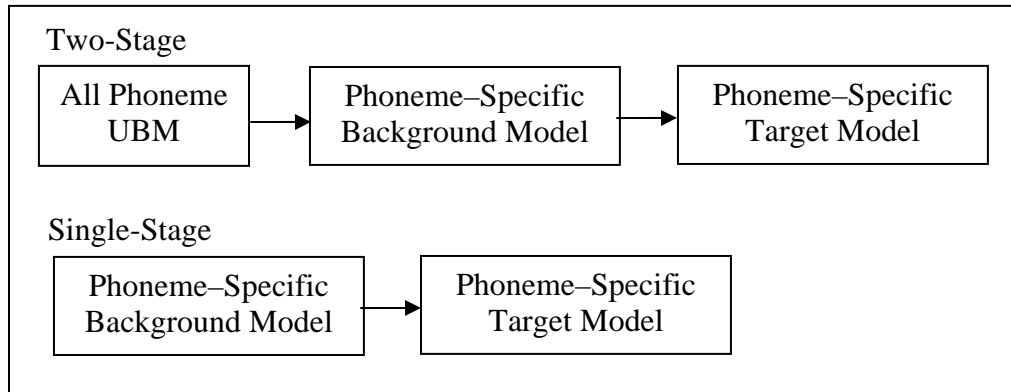 Two-Stage
All Phoneme
UBM
Phoneme–Specific
Background Model
Phoneme–Specific
Target Model
Single-Stage
Phoneme–Specific
Background Model
Phoneme–Specific
Target Model